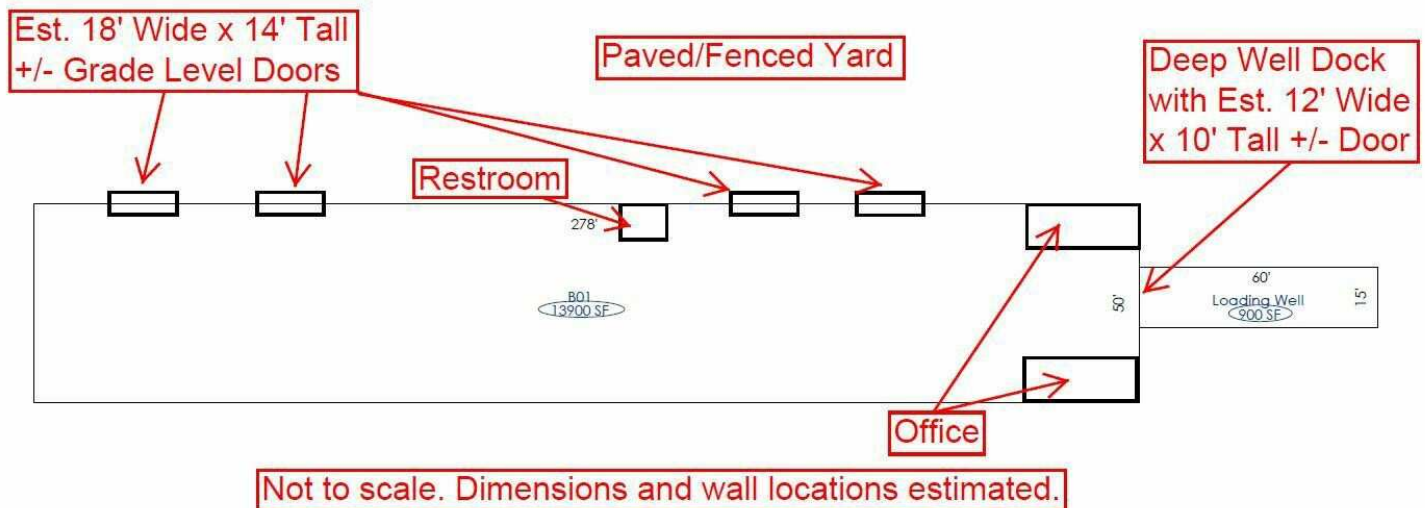 Est. 18' Wide x 14' Tall
+/- Grade Level Doors
Paved/Fenced Yard
Deep Well Dock
with Est. 12' Wide
x 10' Tall +/- Door
Restroom
278'
B01
13900 SF
50'
60'
Loading Well
900 SF
15'
Office
Not to scale. Dimensions and wall locations estimated.